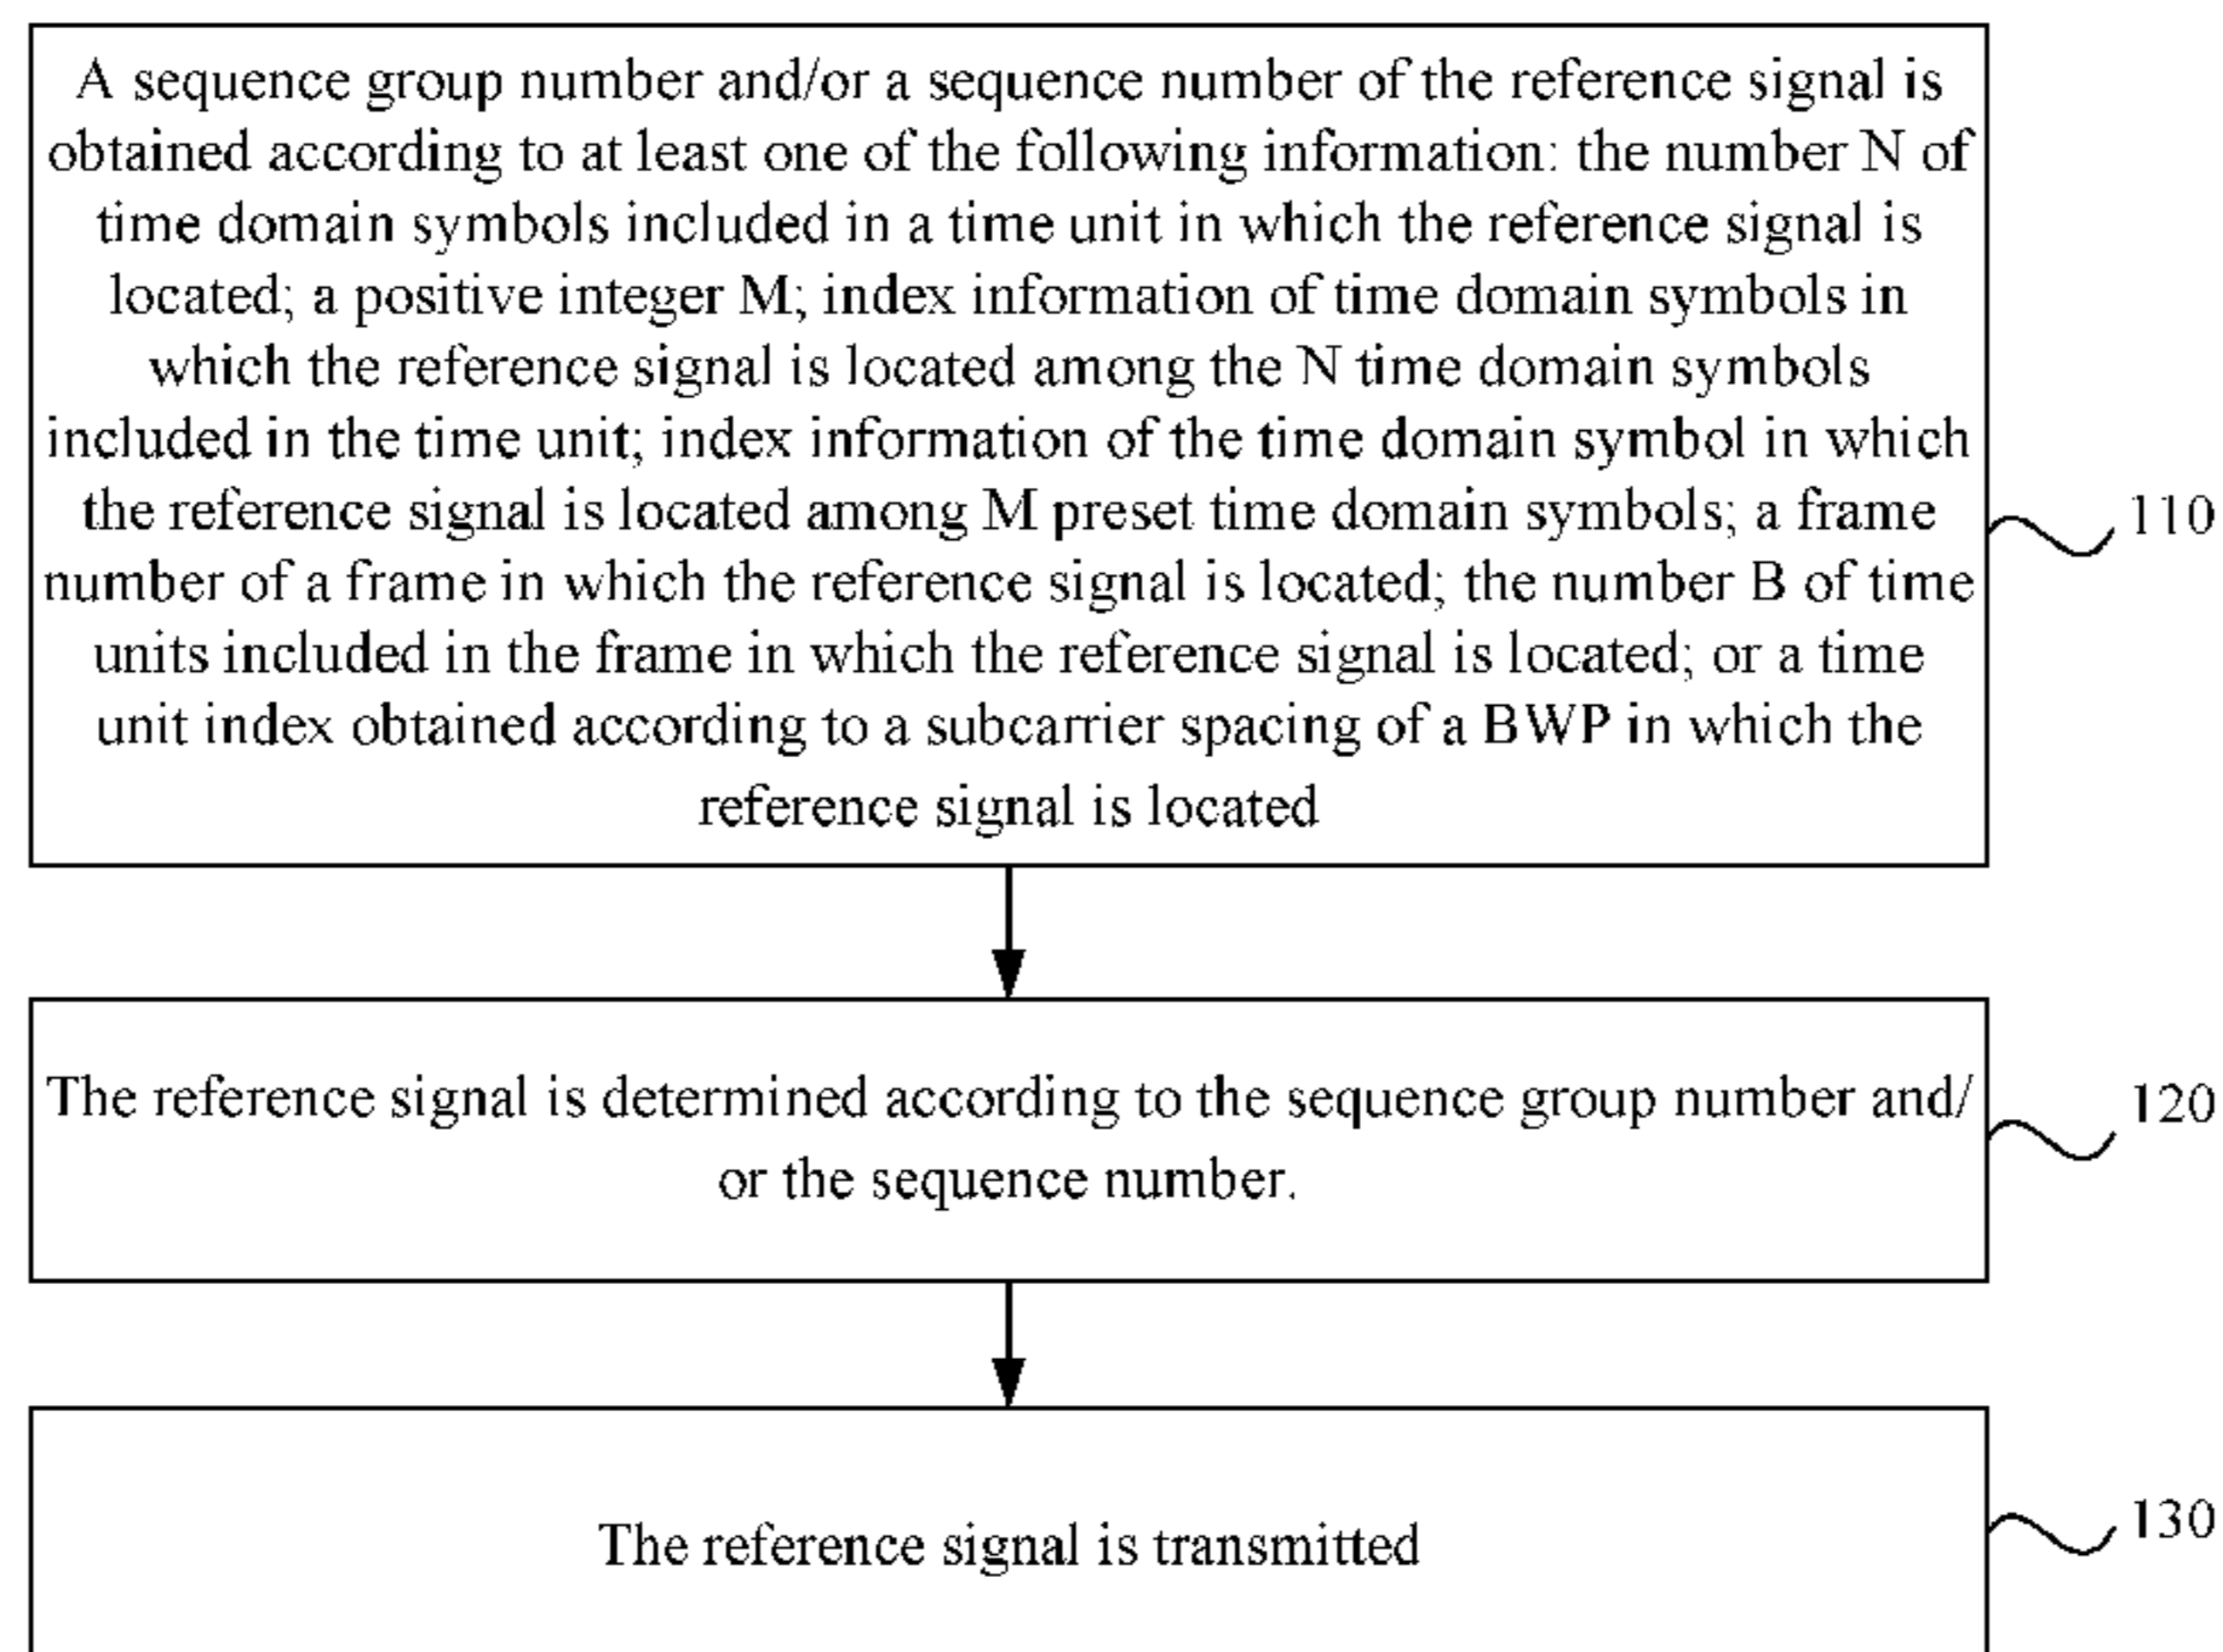 A sequence group number and/or a sequence number of the reference signal is
obtained according to at least one of the following information: the number N of
time domain symbols included in a time unit in which the reference signal is
located; a positive integer M; index information of time domain symbols in
which the reference signal is located among the N time domain symbols
included in the time unit; index information of the time domain symbol in which
the reference signal is located among M preset time domain symbols; a frame
number of a frame in which the reference signal is located; the number B of time
units included in the frame in which the reference signal is located; or a time
unit index obtained according to a subcarrier spacing of a BWP in which the
reference signal is located
110
The reference signal is determined according to the sequence group number and/
or the sequence number.
120
The reference signal is transmitted
130